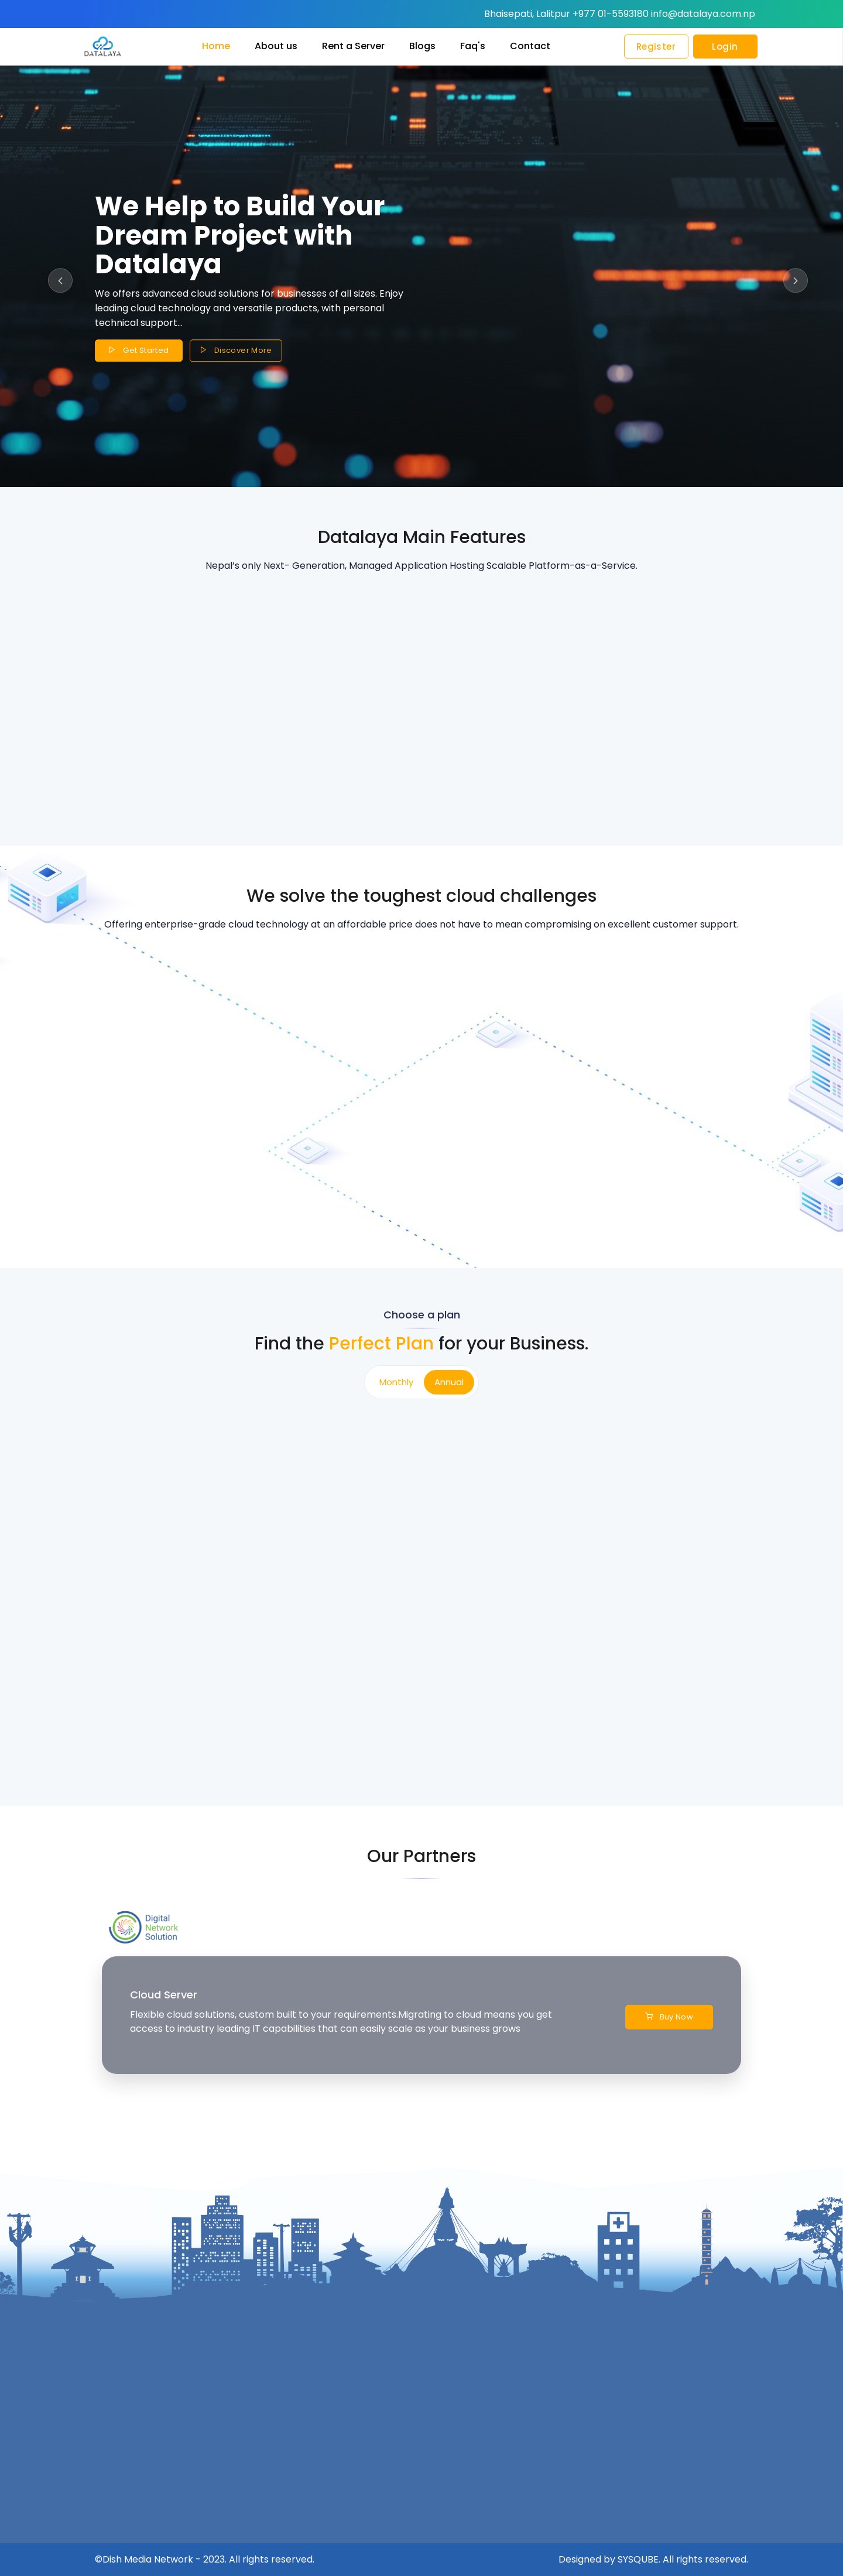 Bhaisepati, Lalitpur +977 01-5593180 info@datalaya.com.np
DATALAYA
Home
About us
Rent a Server
Blogs
Faq's
Contact
Register
Login
We Help to Build Your
Dream Project with
Datalaya
We offers advanced cloud solutions for businesses of all sizes. Enjoy
leading cloud technology and versatile products, with personal
technical support...
Get Started
Discover More
Datalaya Main Features
Nepal's only Next- Generation, Managed Application Hosting Scalable Platform-as-a-Service.
We solve the toughest cloud challenges
Offering enterprise-grade cloud technology at an affordable price does not have to mean compromising on excellent customer support.
Choose a plan
Find the Perfect Plan for your Business.
Monthly
Annual
Our Partners
Digital
Network
Solution
Cloud Server
Flexible cloud solutions, custom built to your requirements.Migrating to cloud means you get
access to industry leading IT capabilities that can easily scale as your business grows
Buy Now
©Dish Media Network - 2023. All rights reserved.
Designed by SYSQUBE. All rights reserved.